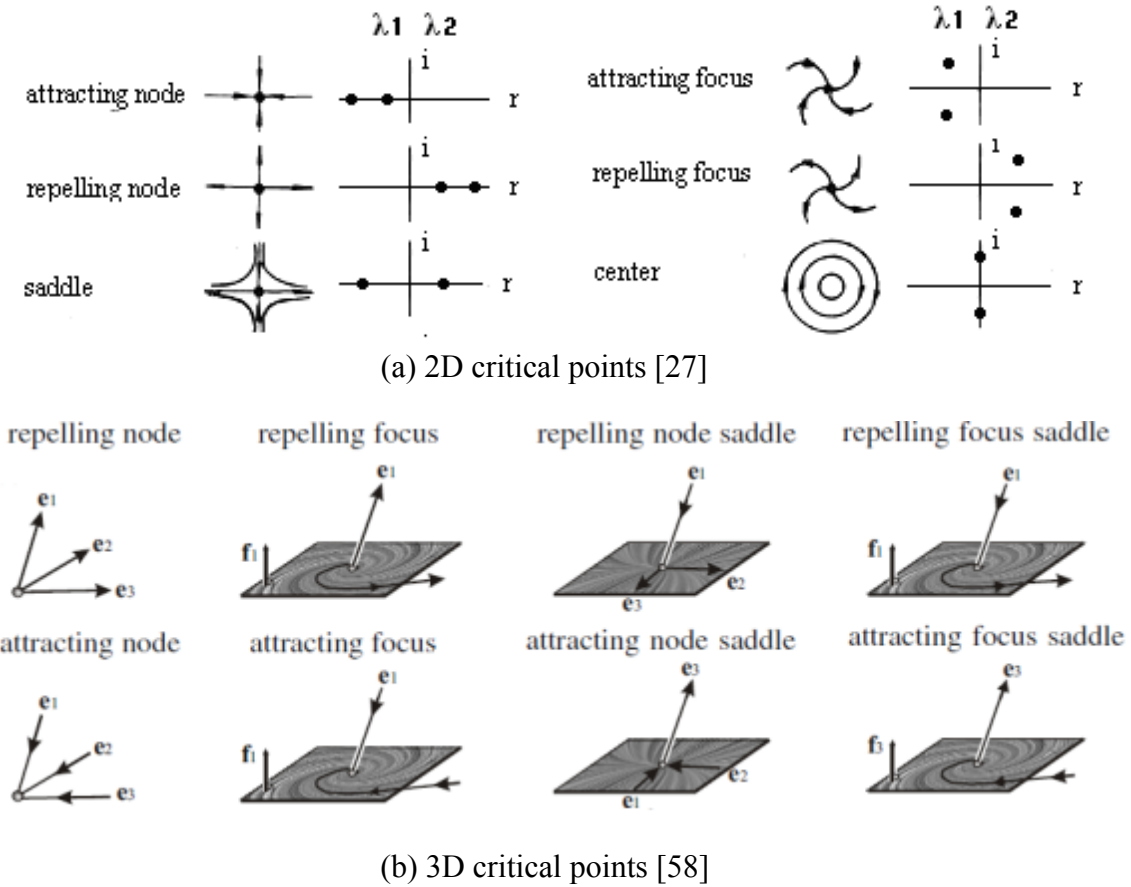 λ1 λ2
attracting node
i
r
repelling node
i
r
saddle
i
r
λ1 λ2
attracting focus
i
r
repelling focus
i
r
center
i
r
(a) 2D critical points [27]
repelling node repelling focus repelling node saddle repelling focus saddle
e1
e2
e3
e1
f1
e1
e2
e3
e1
f1
attracting node attracting focus attracting node saddle attracting focus saddle
e1
e2
e3
e1
f1
e3
e2
e1
e3
f3
(b) 3D critical points [58]